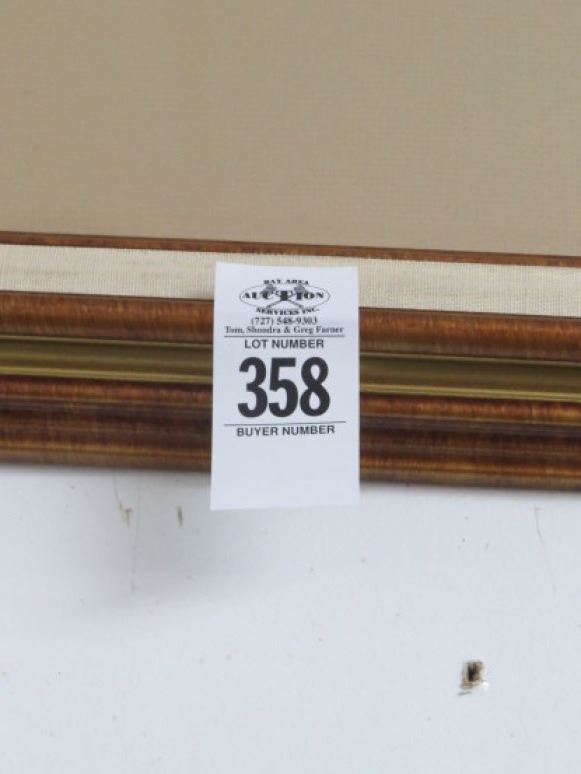 BAY AREA
AUCTION
SERVICES INC.
(727) 548-9303
Tom, Shondra & Greg Farner
LOT NUMBER
358
BUYER NUMBER